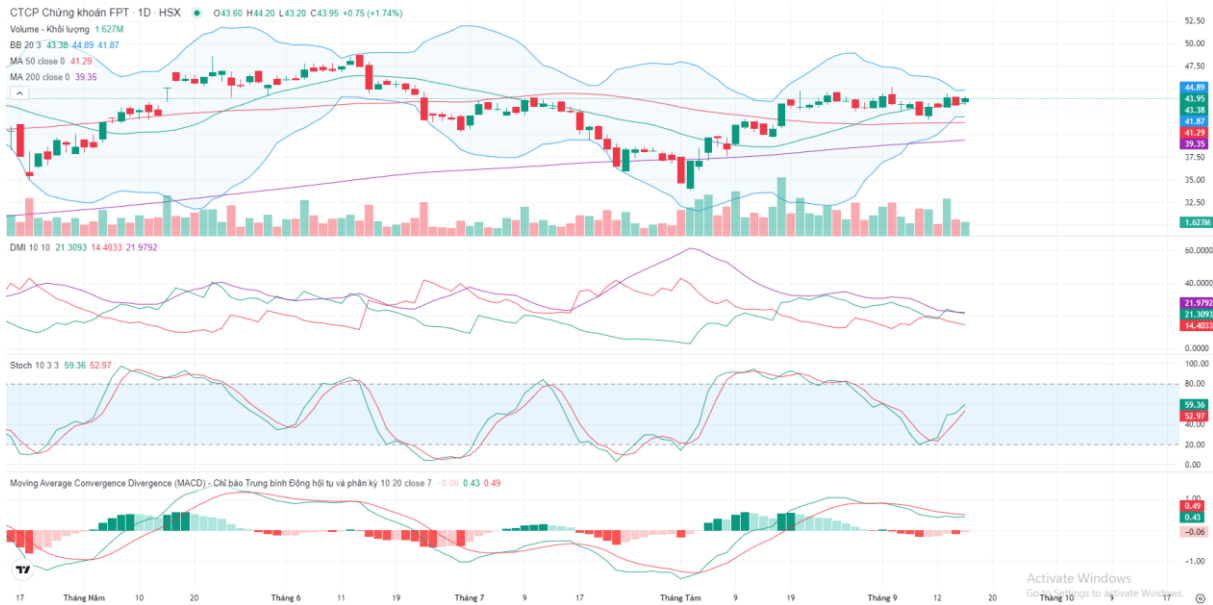 CTCP Chứng khoán FPT · 1D · HSX O43.60 H44.20 L43.20 C43.95 +0.75 (+1.74%)
Volume - Khối lượng 1.627M
BB 20 3 43.38 44.89 41.87
MA 50 close 0 41.29
MA 200 close 0 39.35
52.50
50.00
47.50
44.89
43.95
43.38
41.87
41.29
39.35
37.50
35.00
32.50
1.627M
DMI 10 10 21.3093 14.4033 21.9792
60.0000
40.0000
21.9792
21.3093
14.4033
0.0000
Stoch 10 3 3 59.36 52.97
100.00
80.00
59.36
52.97
40.00
20.00
0.00
Moving Average Convergence Divergence (MACD) - Chỉ báo Trung bình Động hội tụ và phân kỳ 10 20 close 7 −0.06 0.43 0.49
1.00
0.49
0.43
−0.06
−1.00
Activate Windows
Go to Settings to activate Windows.
17 Tháng Năm 10 20 Tháng 6 11 19 Tháng 7 9 17 Tháng Tám 9 19 Tháng 9 12 20 Tháng 10 9 17